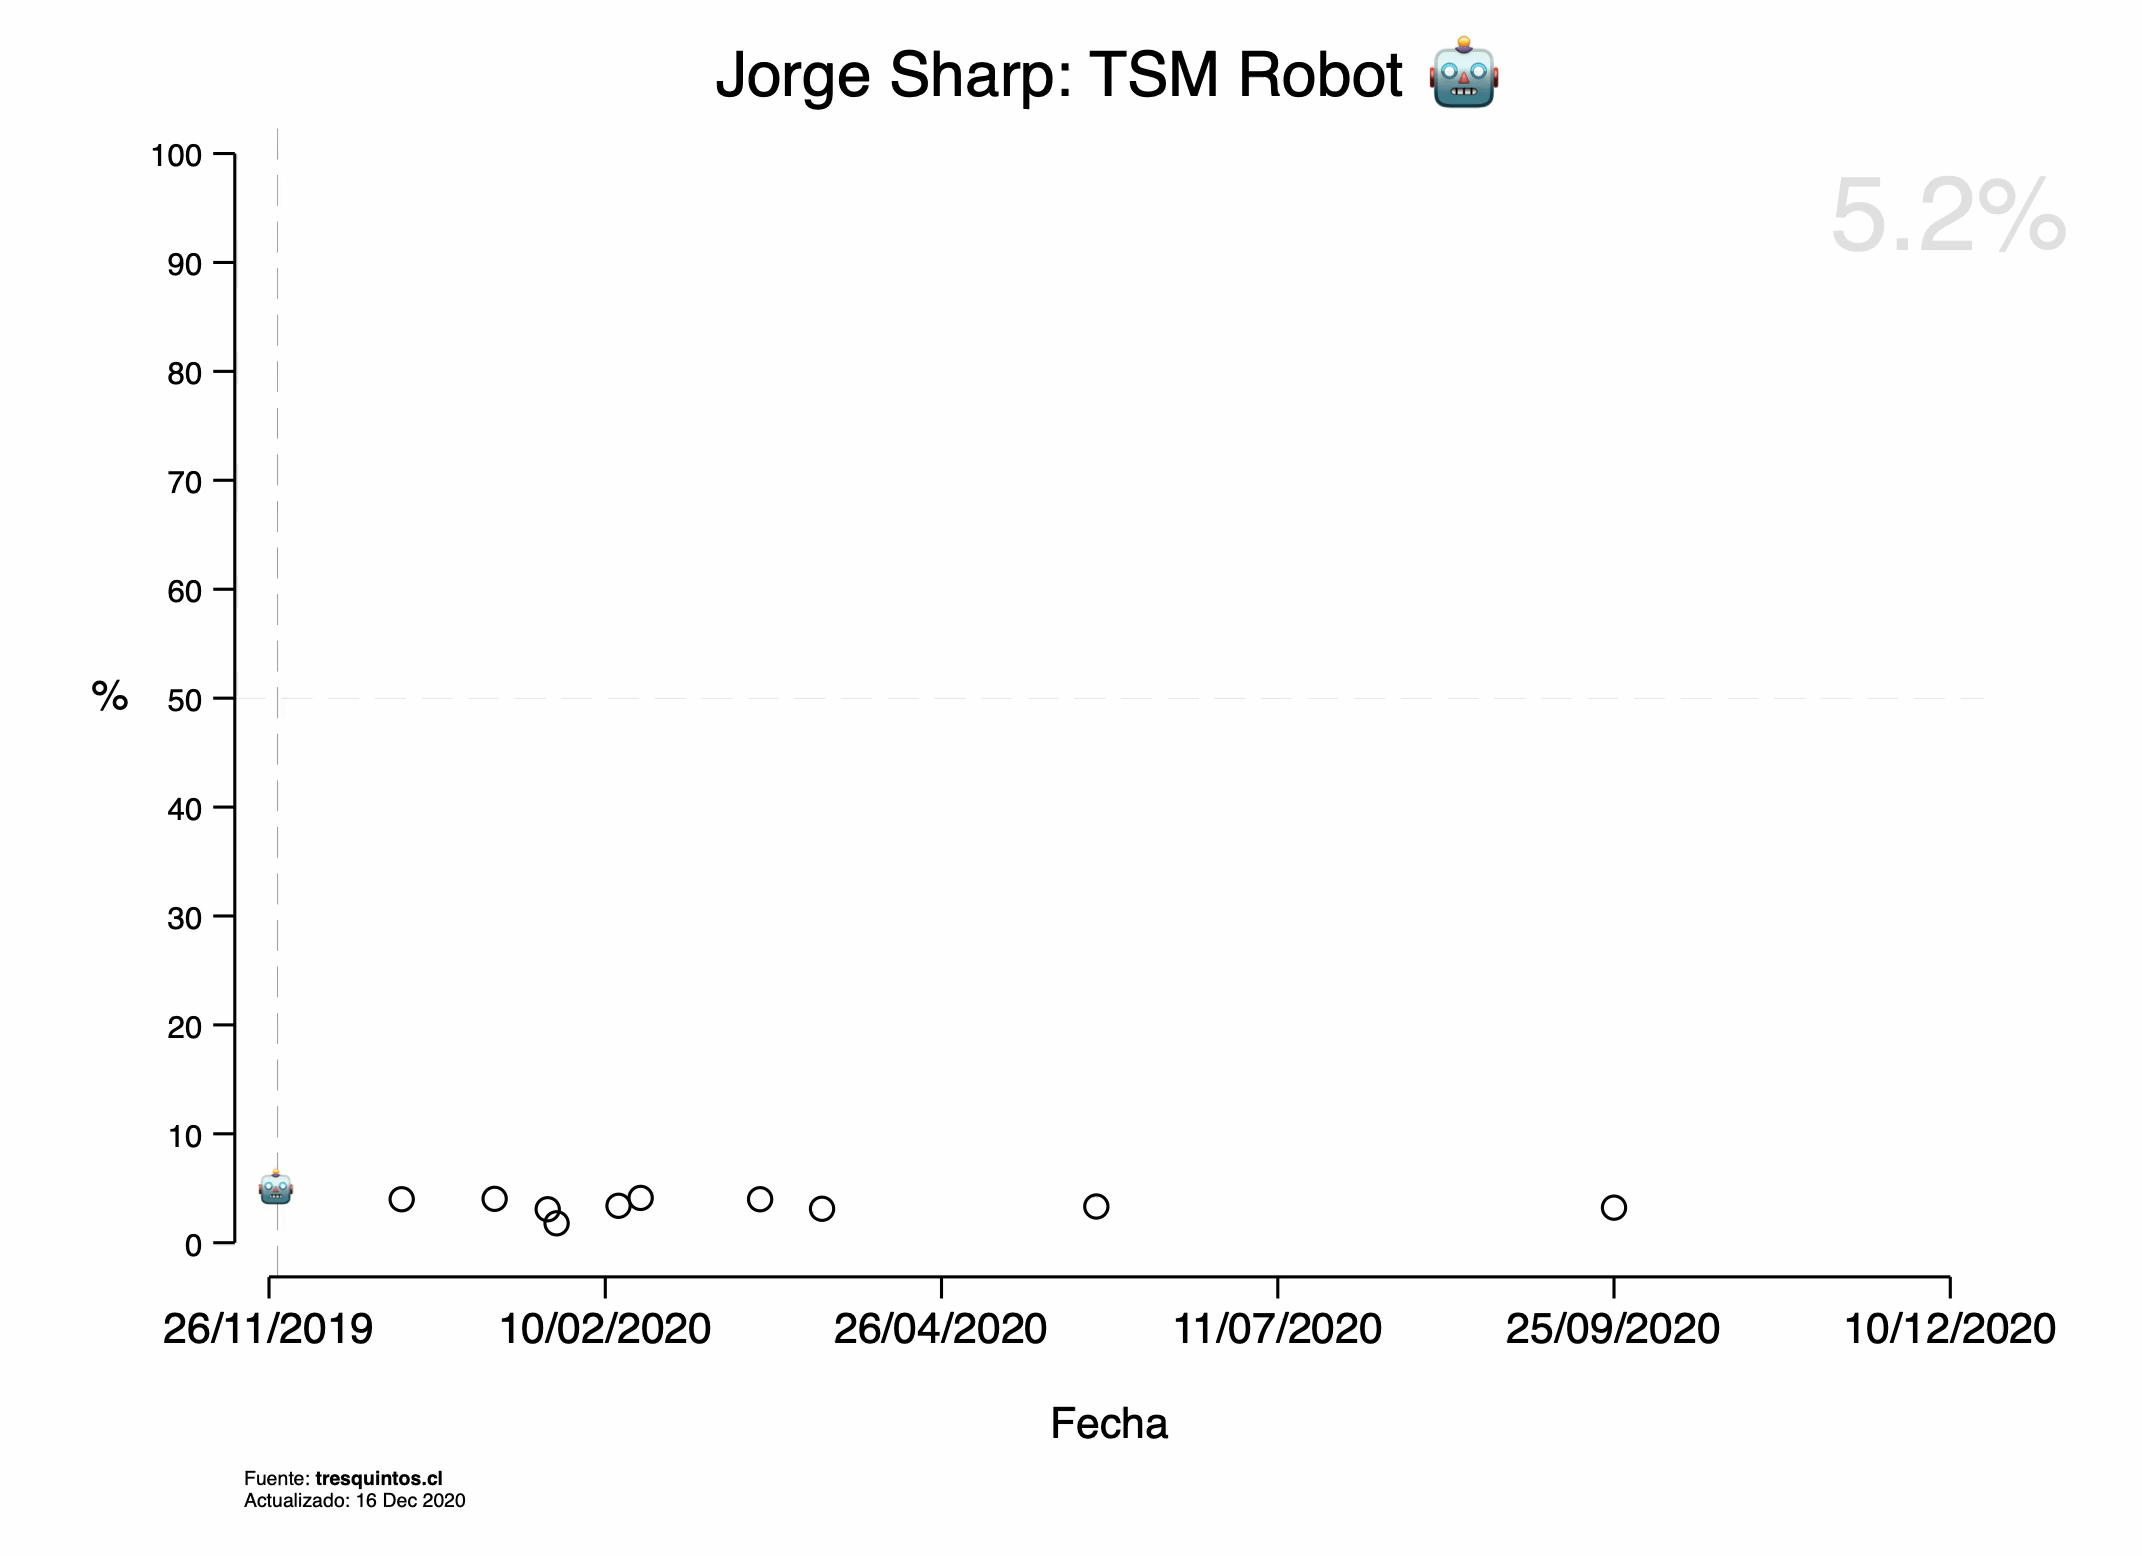 Jorge Sharp: TSM Robot 🤖
5.2%
100
90
80
70
60
50
40
30
20
10
0
%
26/11/2019 10/02/2020 26/04/2020 11/07/2020 25/09/2020 10/12/2020
Fecha
Fuente: tresquintos.cl
Actualizado: 16 Dec 2020